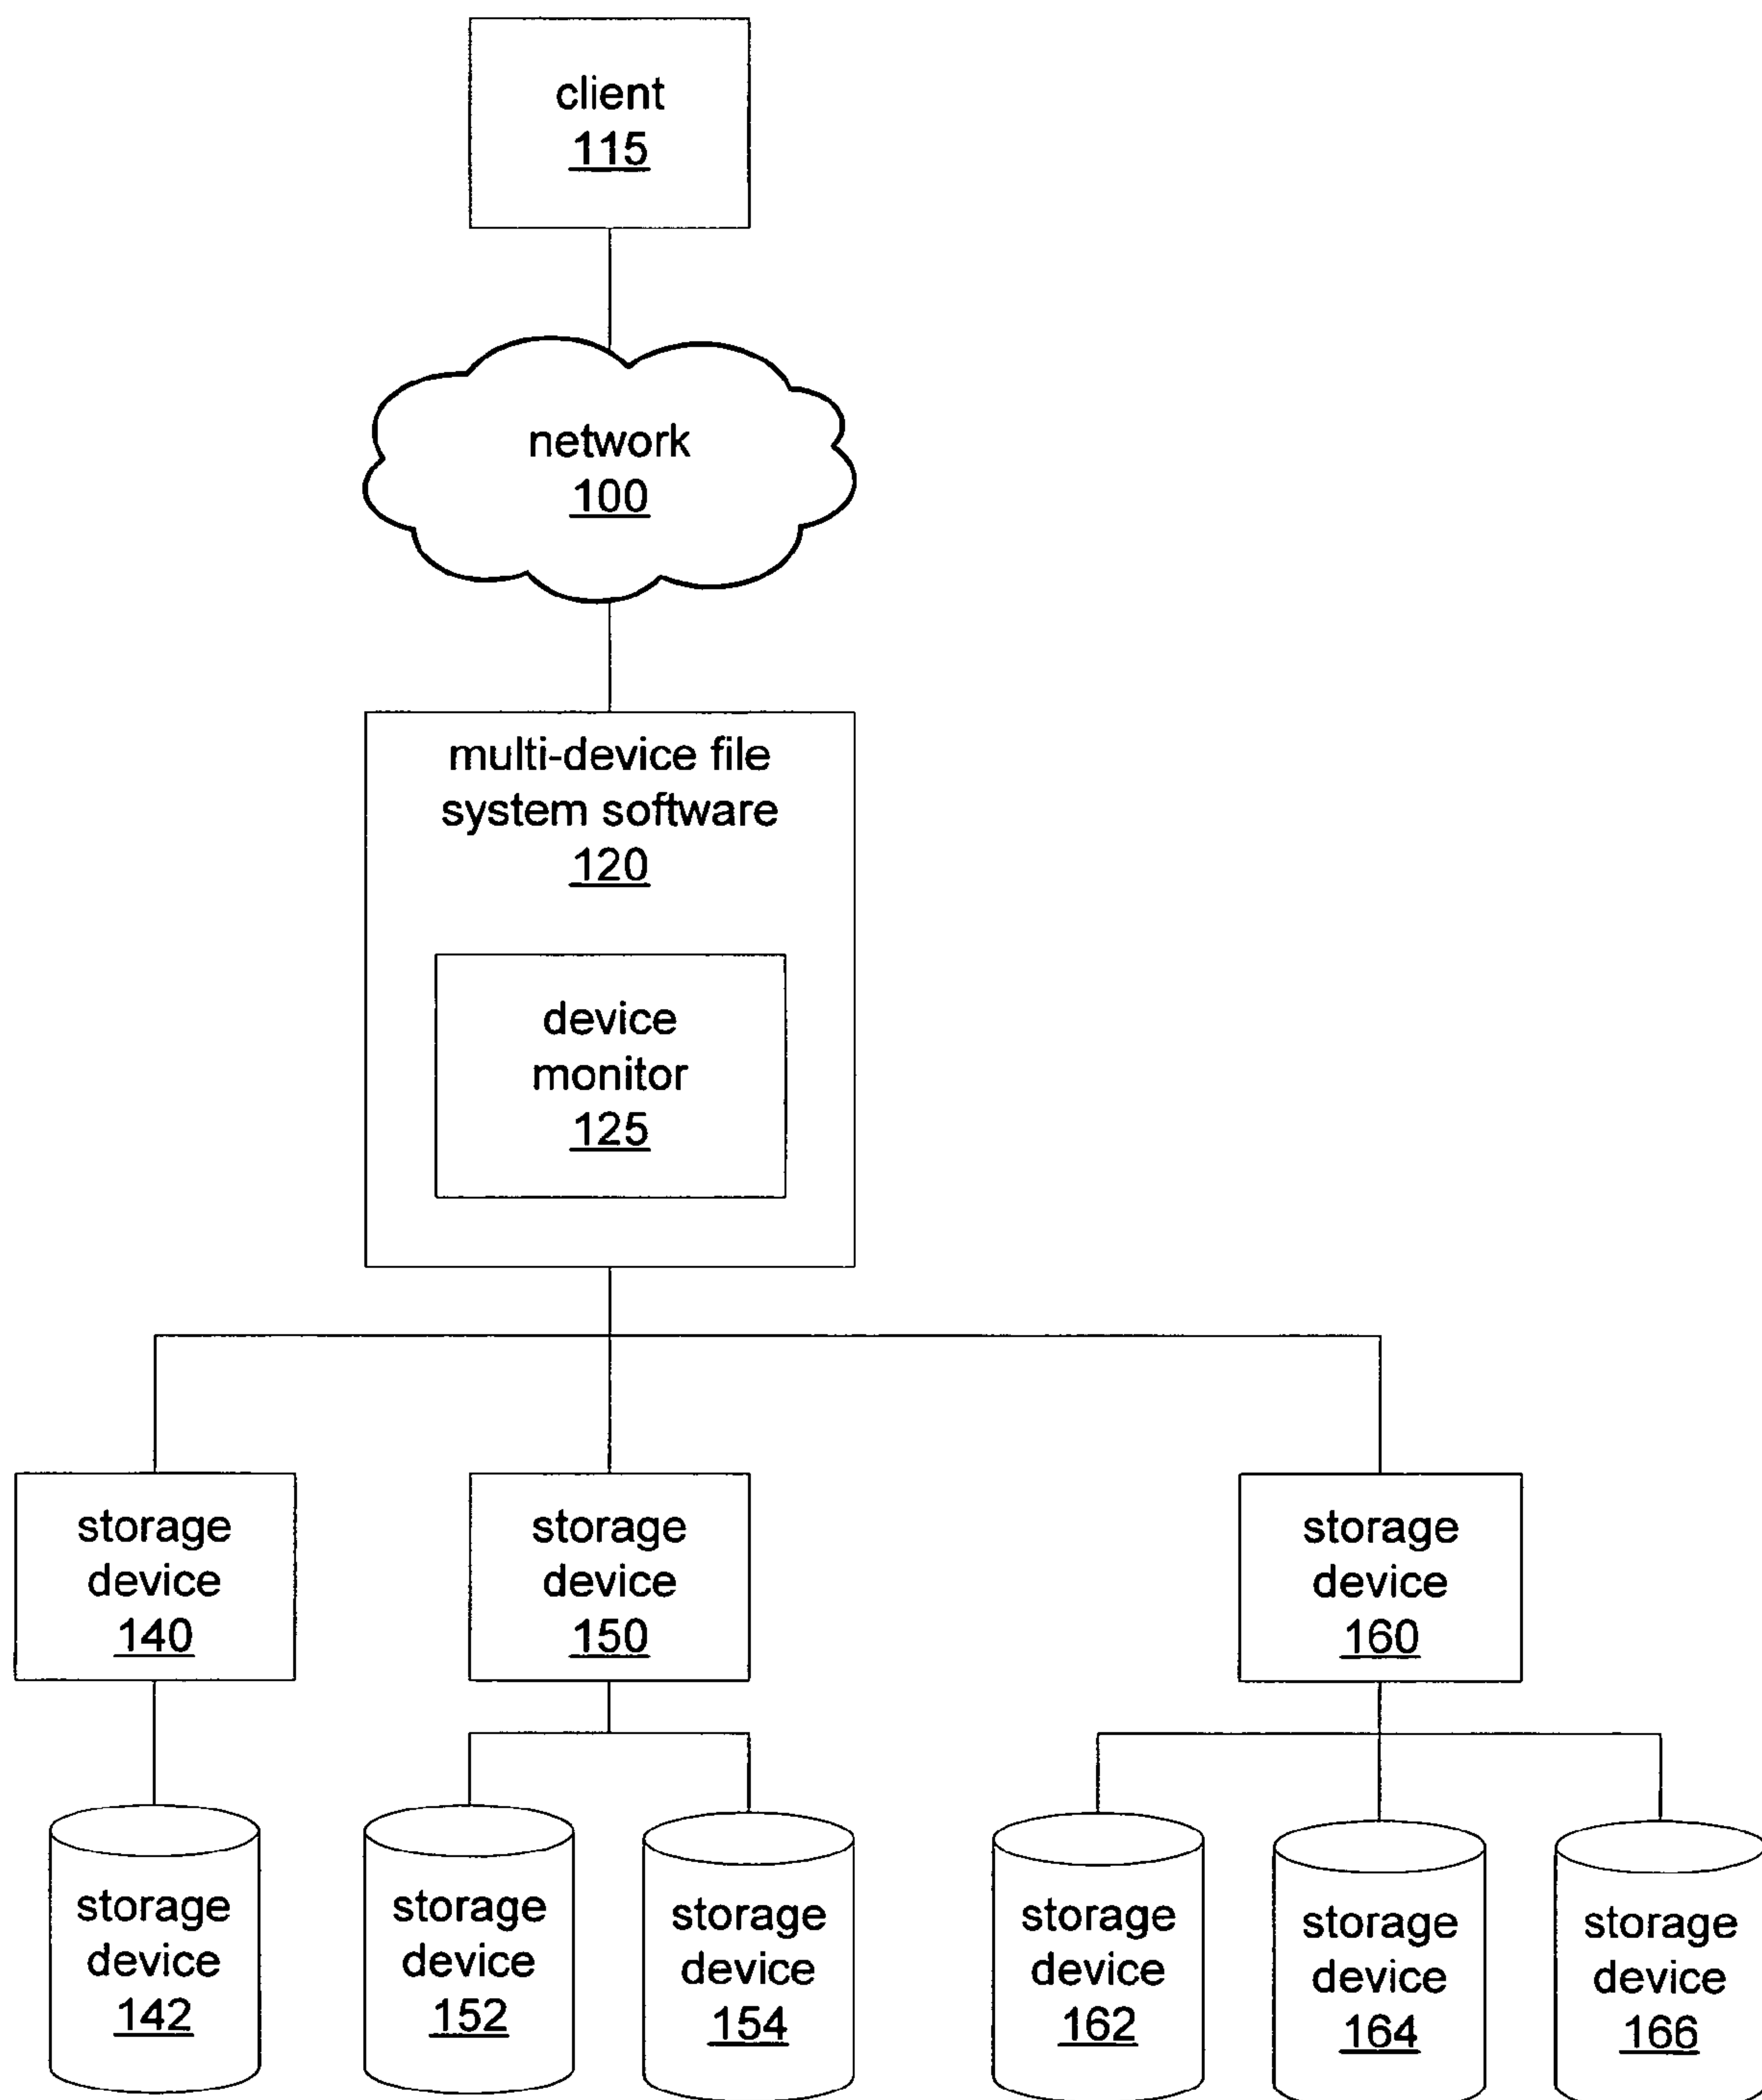 client
115
network
100
multi-device file
system software
120
device
monitor
125
storage
device
140
storage
device
150
storage
device
160
storage
device
142
storage
device
152
storage
device
154
storage
device
162
storage
device
164
storage
device
166